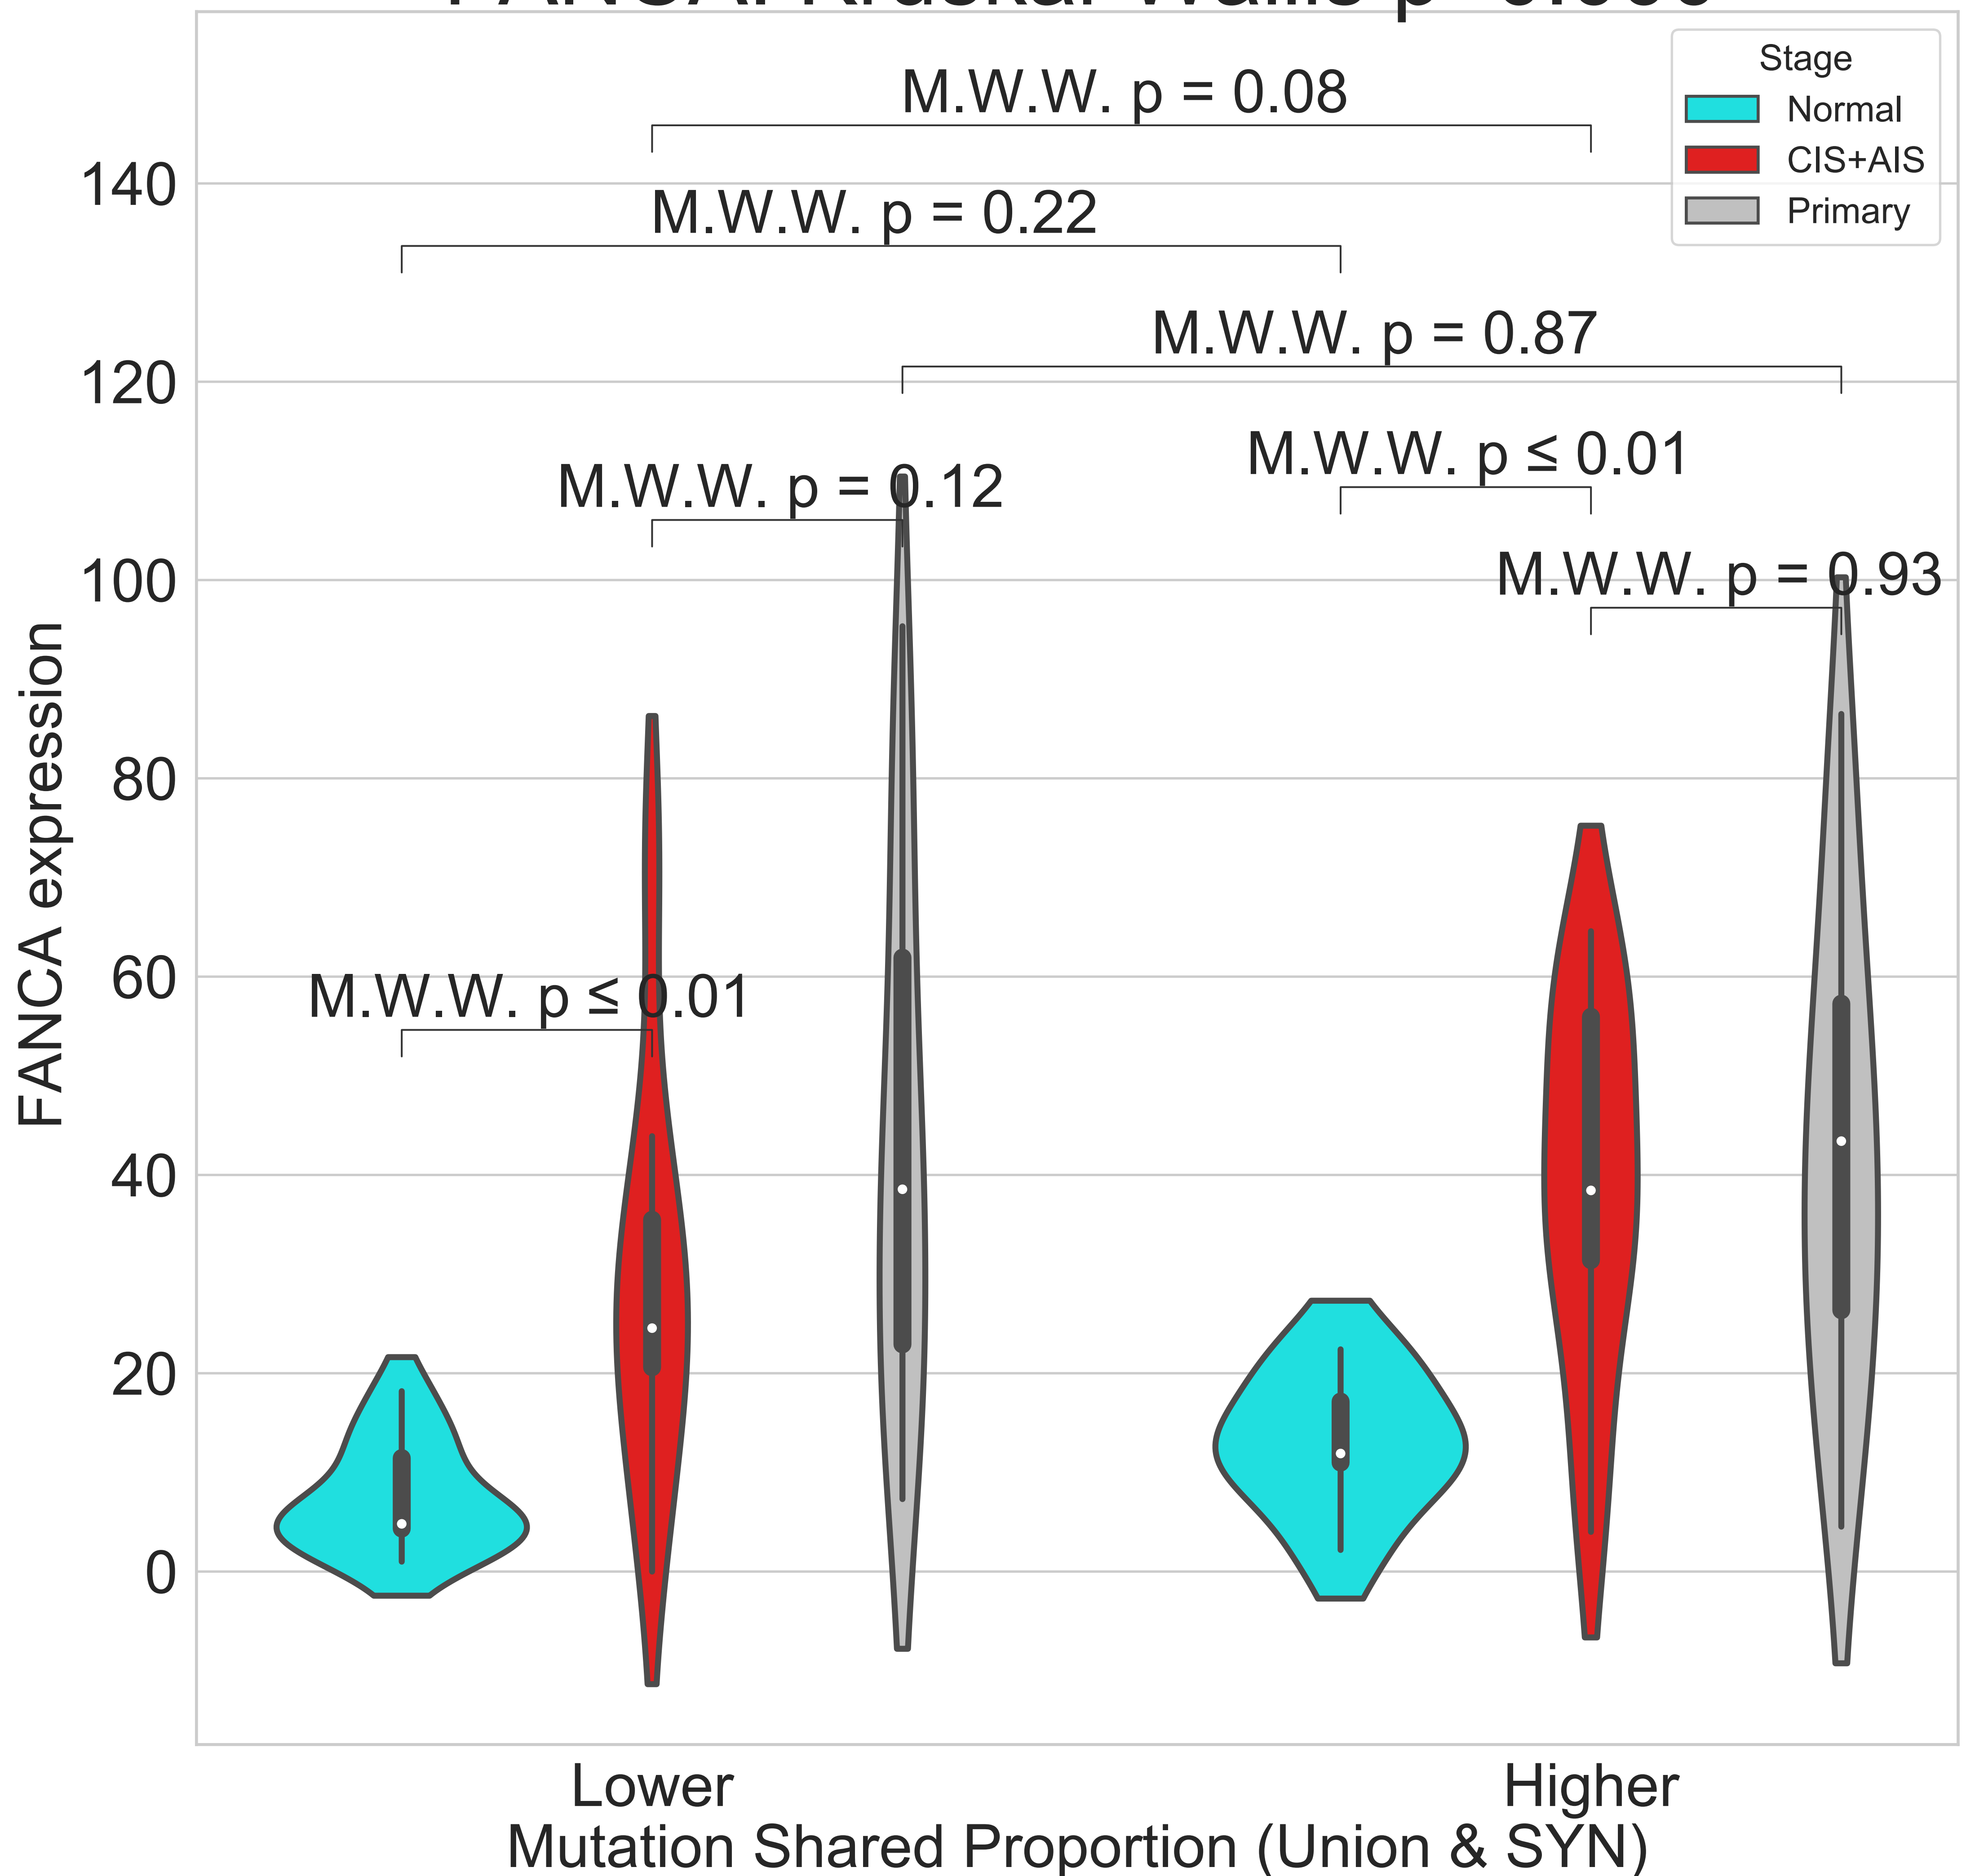 Stage
Normal
CIS+AIS
Primary
M.W.W. p = 0.08
M.W.W. p = 0.22
M.W.W. p = 0.87
M.W.W. p ≤ 0.01
M.W.W. p = 0.12
M.W.W. p = 0.93
M.W.W. p ≤ 0.01
140
120
100
80
60
40
20
0
FANCA expression
Lower
Higher
Mutation Shared Proportion (Union & SYN)